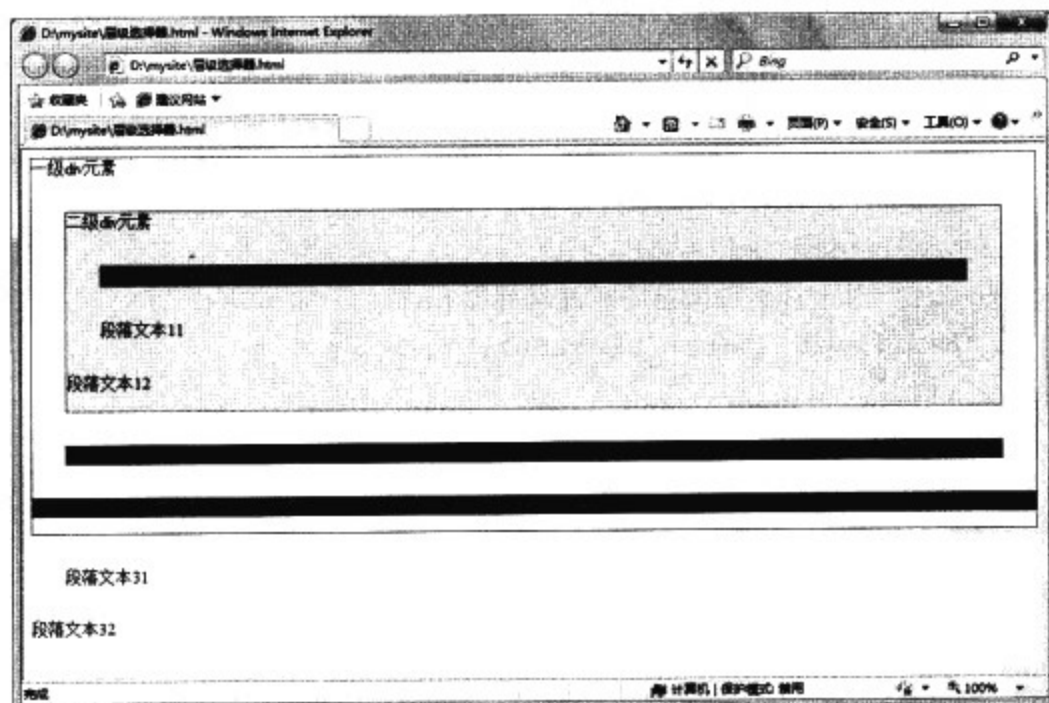 D:\mysite\层级选择器.html - Windows Internet Explorer
D:\mysite\层级选择器.html
Bing
收藏夹 建议网站
D:\mysite\层级选择器.html
页面(P) 安全(S) 工具(O)
一级div元素
二级div元素
段落文本11
段落文本12
段落文本31
段落文本32
完成
计算机 | 保护模式: 禁用
100%